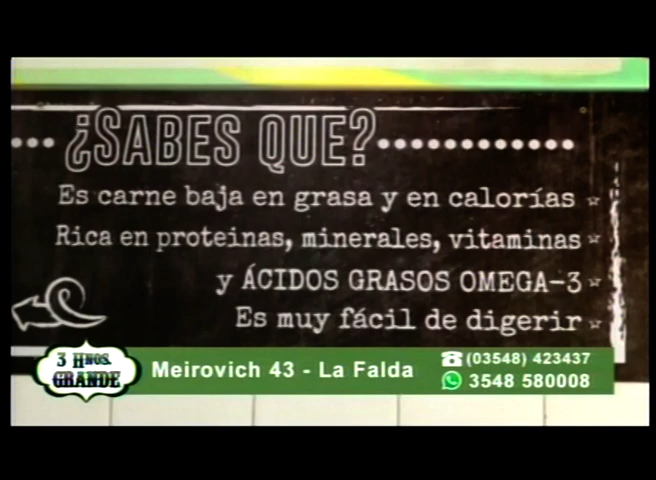 ¿SABES QUE?
Es carne baja en grasa y en calorías
Rica en proteinas, minerales, vitaminas
y ÁCIDOS GRASOS OMEGA-3
Es muy fácil de digerir
3 HNOS.
GRANDE
Meirovich 43 - La Falda
(03548) 423437
3548 580008